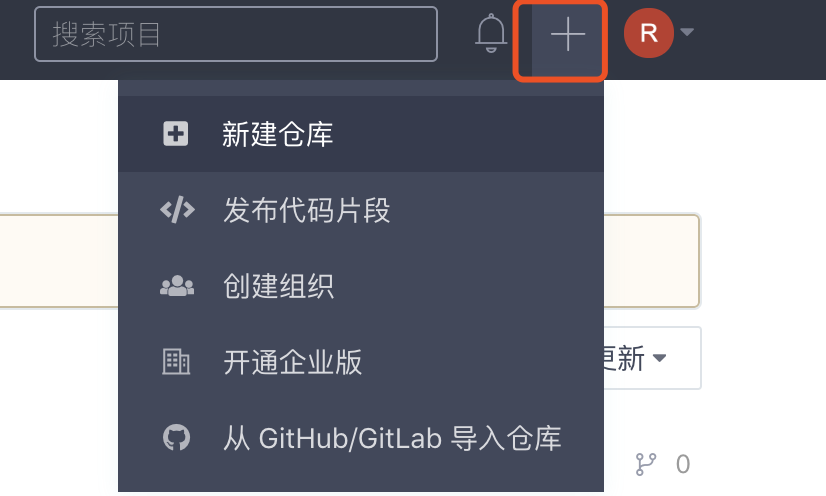 搜索项目
R
新建仓库
发布代码片段
创建组织
开通企业版
更新
从 GitHub/GitLab 导入仓库
0